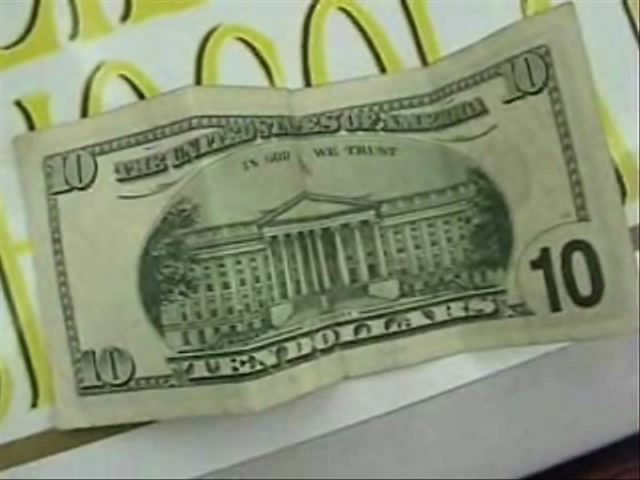 10 10
THE UNITED STATES OF AMERICA
IN GOD WE TRUST
10
10 TEN DOLLARS